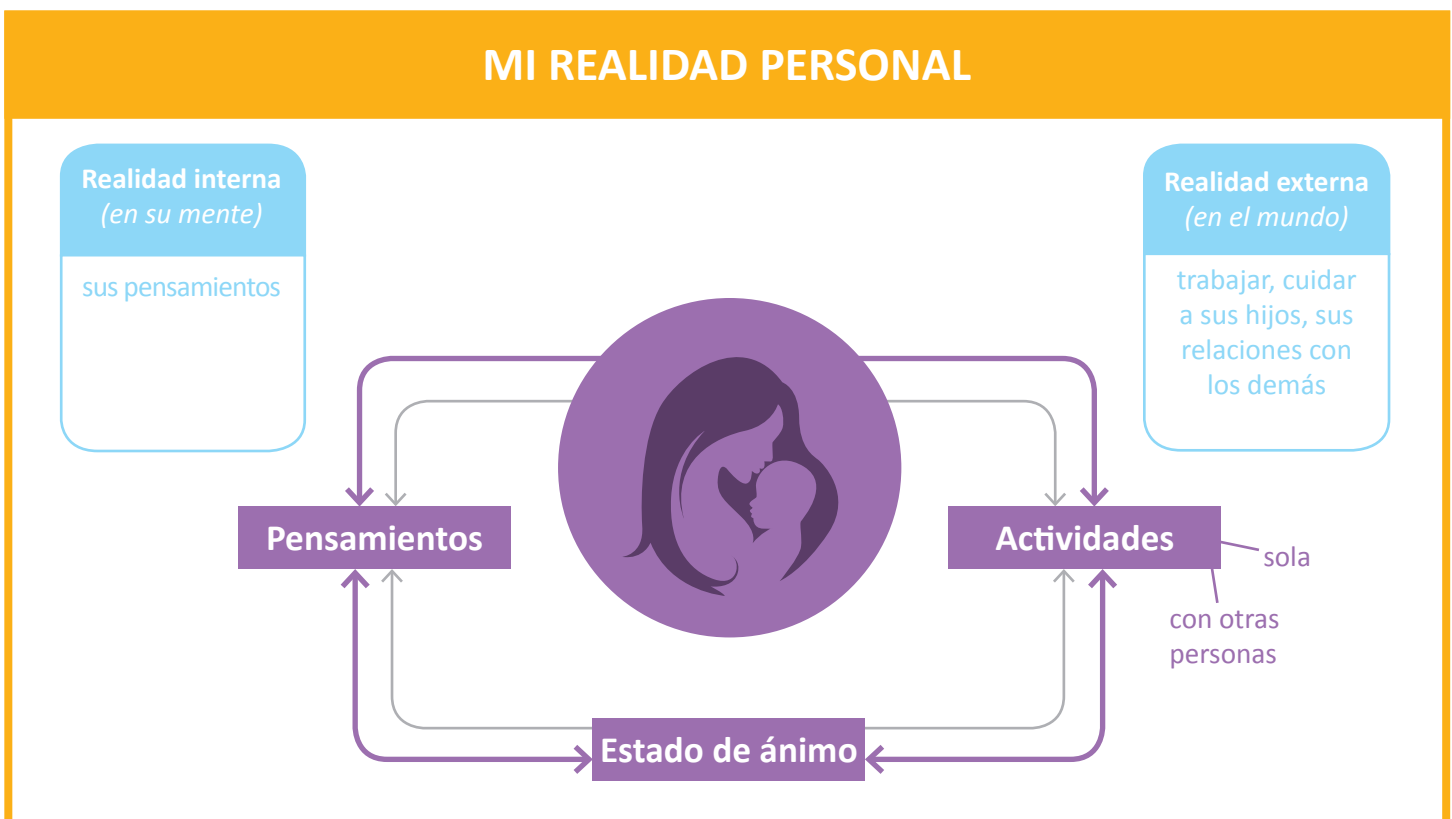 MI REALIDAD PERSONAL
Realidad interna
(en su mente)
sus pensamientos
Realidad externa
(en el mundo)
trabajar, cuidar
a sus hijos, sus
relaciones con
los demás
Pensamientos
Actividades
sola
con otras
personas
Estado de ánimo